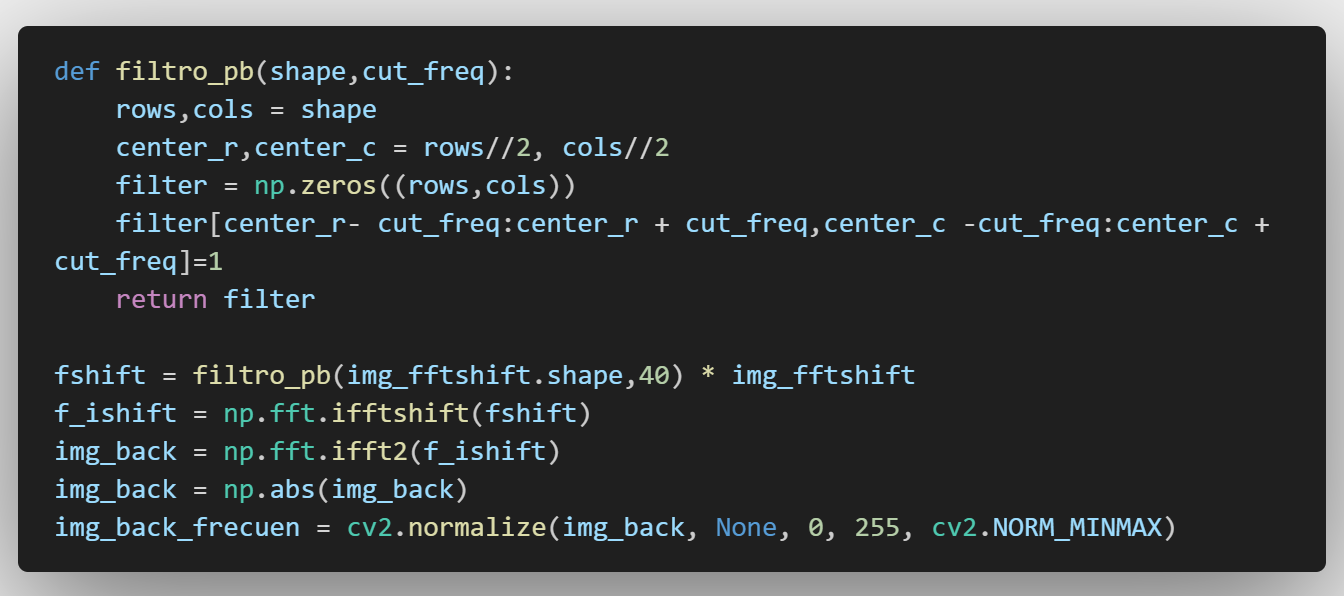 def filtro_pb(shape,cut_freq):
    rows,cols = shape
    center_r,center_c = rows//2, cols//2
    filter = np.zeros((rows,cols))
    filter[center_r- cut_freq:center_r + cut_freq,center_c -cut_freq:center_c +
cut_freq]=1
    return filter

fshift = filtro_pb(img_fftshift.shape,40) * img_fftshift
f_ishift = np.fft.ifftshift(fshift)
img_back = np.fft.ifft2(f_ishift)
img_back = np.abs(img_back)
img_back_frecuen = cv2.normalize(img_back, None, 0, 255, cv2.NORM_MINMAX)